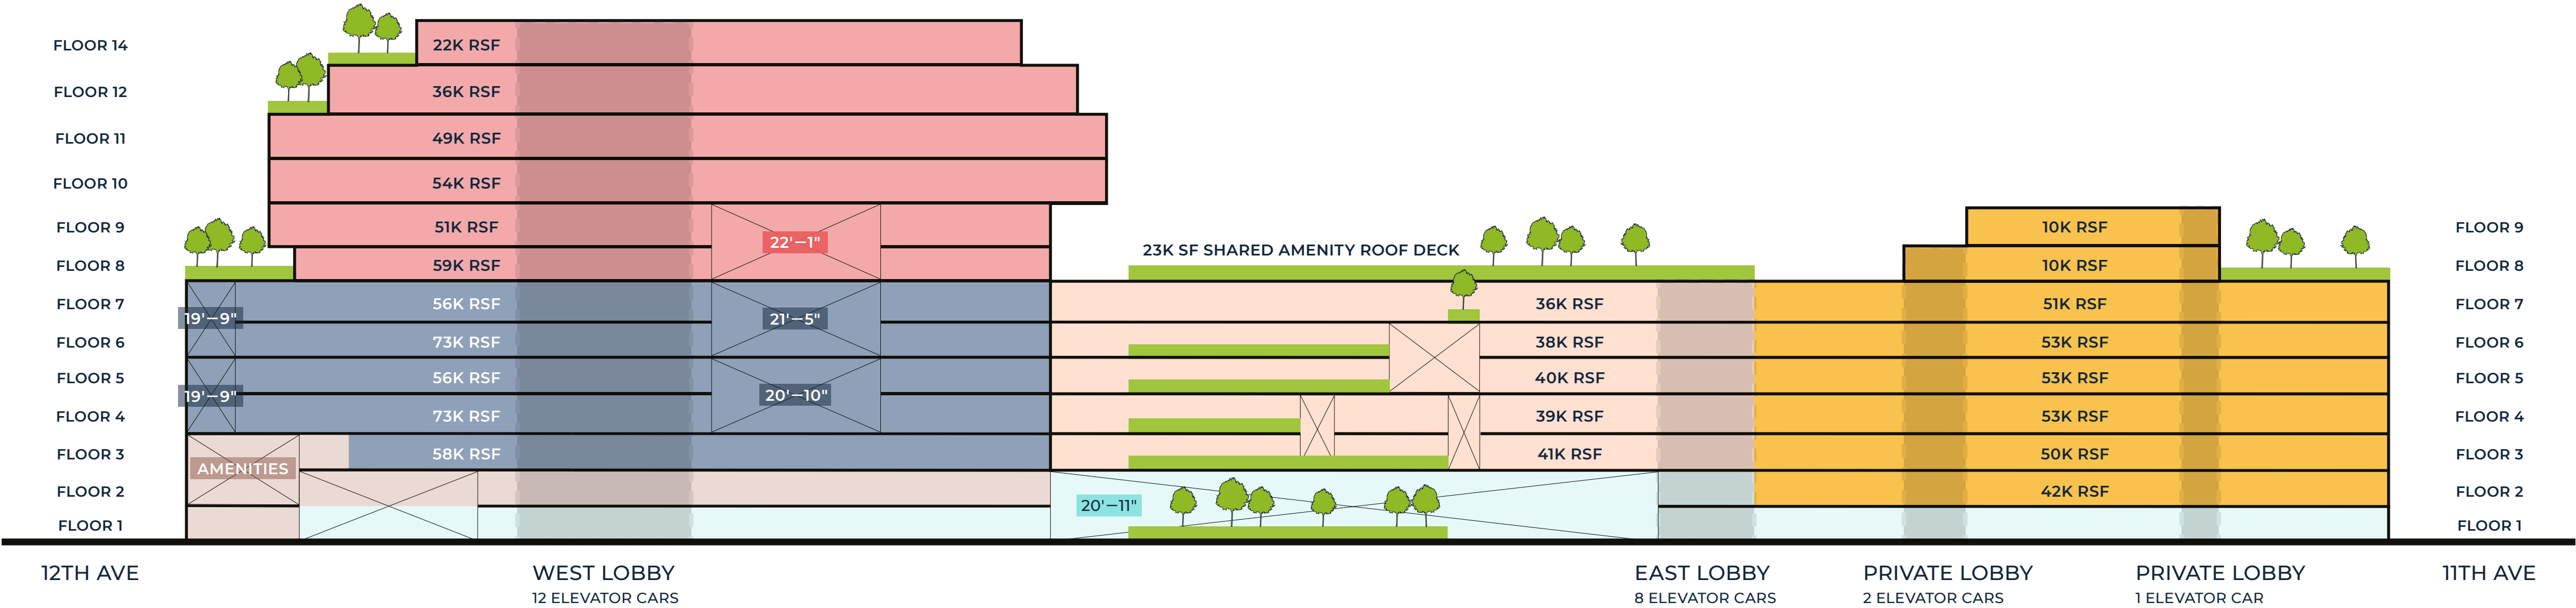 FLOOR 14
22K RSF
FLOOR 12
36K RSF
FLOOR 11
49K RSF
FLOOR 10
54K RSF
FLOOR 9
51K RSF
22'–1"
10K RSF
FLOOR 9
23K SF SHARED AMENITY ROOF DECK
FLOOR 8
59K RSF
10K RSF
FLOOR 8
FLOOR 7
56K RSF
36K RSF
51K RSF
FLOOR 7
19'–9"
21'–5"
FLOOR 6
73K RSF
38K RSF
53K RSF
FLOOR 6
FLOOR 5
56K RSF
40K RSF
53K RSF
FLOOR 5
19'–9"
20'–10"
FLOOR 4
73K RSF
39K RSF
53K RSF
FLOOR 4
FLOOR 3
58K RSF
41K RSF
50K RSF
FLOOR 3
AMENITIES
FLOOR 2
42K RSF
FLOOR 2
20'–11"
FLOOR 1
FLOOR 1
12TH AVE
WEST LOBBY
12 ELEVATOR CARS
EAST LOBBY
8 ELEVATOR CARS
PRIVATE LOBBY
2 ELEVATOR CARS
PRIVATE LOBBY
1 ELEVATOR CAR
11TH AVE